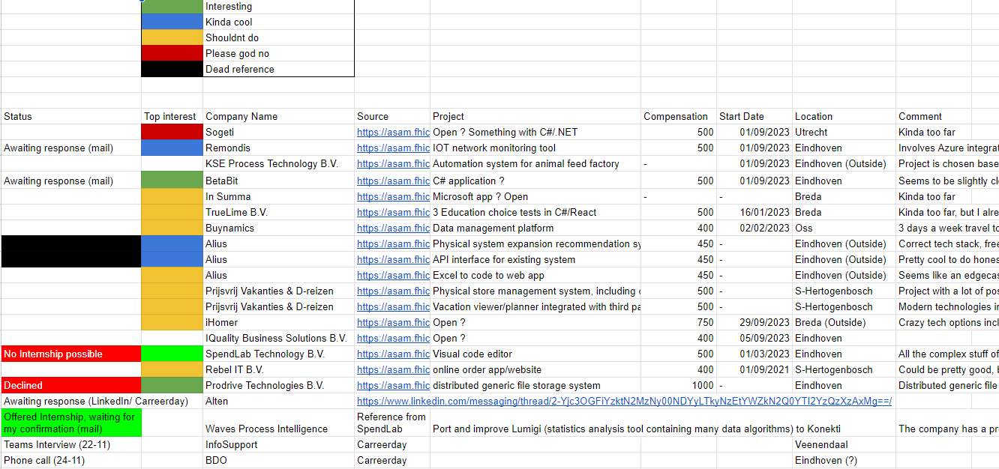 Interesting
Kinda cool
Shouldnt do
Please god no
Dead reference
Status Top interest Company Name Source Project Compensation Start Date Location Comment
Sogeti https://asam.fhic Open ? Something with C#/.NET 500 01/09/2023 Utrecht Kinda too far
Awaiting response (mail) Remondis https://asam.fhic IOT network monitoring tool 500 01/09/2023 Eindhoven Involves Azure integrat
KSE Process Technology B.V. https://asam.fhic Automation system for animal feed factory - 01/09/2023 Eindhoven (Outside) Project is chosen base
Awaiting response (mail) BetaBit https://asam.fhic C# application ? 500 01/09/2023 Eindhoven Seems to be slightly cl
In Summa https://asam.fhic Microsoft app ? Open - - Breda Kinda too far
TrueLime B.V. https://asam.fhic 3 Education choice tests in C#/React 500 16/01/2023 Breda Kinda too far, but I alre
Buynamics https://asam.fhic Data management platform 400 02/02/2023 Oss 3 days a week travel to
Alius https://asam.fhic Physical system expansion recommendation sy 450 - Eindhoven (Outside) Correct tech stack, free
Alius https://asam.fhic API interface for existing system 450 - Eindhoven (Outside) Pretty cool to do hones
Alius https://asam.fhic Excel to code to web app 450 - Eindhoven (Outside) Seems like an edgecas
Prijsvrij Vakanties & D-reizen https://asam.fhic Physical store management system, including 500 - S-Hertogenbosch Project with a lot of pos
Prijsvrij Vakanties & D-reizen https://asam.fhic Vacation viewer/planner integrated with third pa 500 - S-Hertogenbosch Modern technologies in
iHomer https://asam.fhic Open ? 750 29/09/2023 Breda (Outside) Crazy tech options incl
IQuality Business Solutions B.V. https://asam.fhic Open ? 400 05/09/2023 Eindhoven
No Internship possible SpendLab Technology B.V. https://asam.fhic Visual code editor 500 01/03/2023 Eindhoven All the complex stuff of
Rebel IT B.V. https://asam.fhic online order app/website 400 01/09/2021 S-Hertogenbosch Could be pretty good, b
Declined Prodrive Technologies B.V. https://asam.fhic distributed generic file storage system 1000 - Eindhoven Distributed generic file
Awaiting response (LinkedIn/ Carreerday) Alten https://www.linkedin.com/messaging/thread/2-Yjc3OGFiYzktN2MzNy00NDYyLTkyNzEtYWZkN2Q0YTI2YzQzXzAxMg==/
Offered Internship, waiting for
my confirmation (mail) Waves Process Intelligence Reference from
SpendLab Port and improve Lumigi (statistics analysis tool containing many data algorithms) to Konekti The company has a pr
Teams Interview (22-11) InfoSupport Carreerday Veenendaal
Phone call (24-11) BDO Carreerday Eindhoven (?)